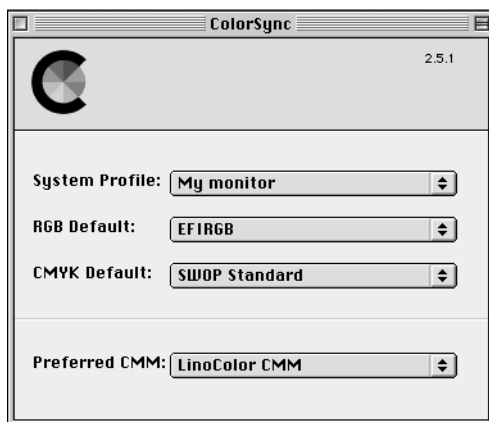 ColorSync
2.5.1
System Profile: My monitor
RGB Default: EFIRGB
CMYK Default: SWOP Standard
Preferred CMM: LinoColor CMM